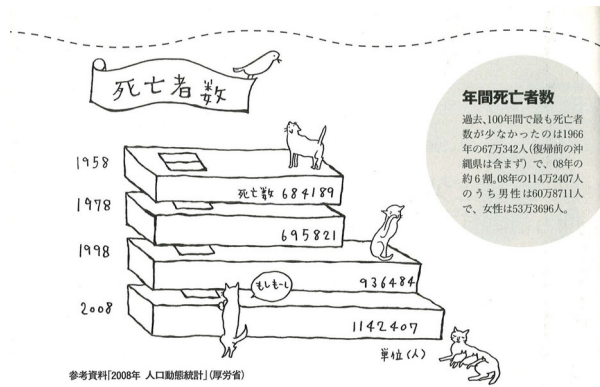 死亡者数
1958
死亡数 684189
1978
695821
1998
936484
もしもーし
2008
1142407
単位(人)
参考資料「2008年 人口動態統計」(厚労省)
年間死亡者数
過去、100年間で最も死亡者
数が少なかったのは1966
年の67万342人(復帰前の沖
縄県は含まず)で、08年の
約6割。08年の114万2407人
のうち男性は60万8711人
で、女性は53万3696人。